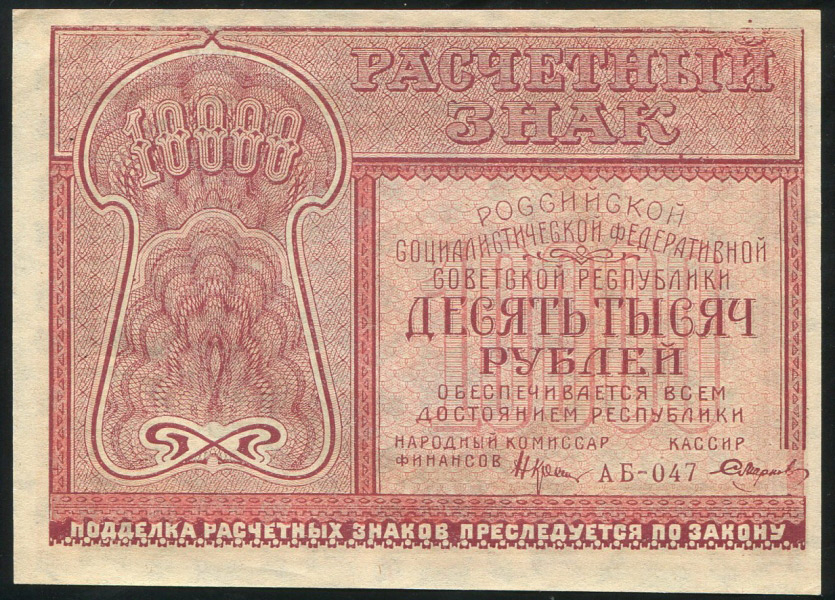 РАСЧЕТНЫЙ
ЗНАК
10000
РОССИЙСКОЙ
СОЦИАЛИСТИЧЕСКОЙ ФЕДЕРАТИВНОЙ
СОВЕТСКОЙ РЕСПУБЛИКИ
ДЕСЯТЬ ТЫСЯЧ
РУБЛЕЙ
10000
ОБЕСПЕЧИВАЕТСЯ ВСЕМ
ДОСТОЯНИЕМ РЕСПУБЛИКИ
НАРОДНЫЙ КОМИССАР КАССИР
ФИНАНСОВ АБ-047
ПОДДЕЛКА РАСЧЕТНЫХ ЗНАКОВ ПРЕСЛЕДУЕТСЯ ПО ЗАКОНУ